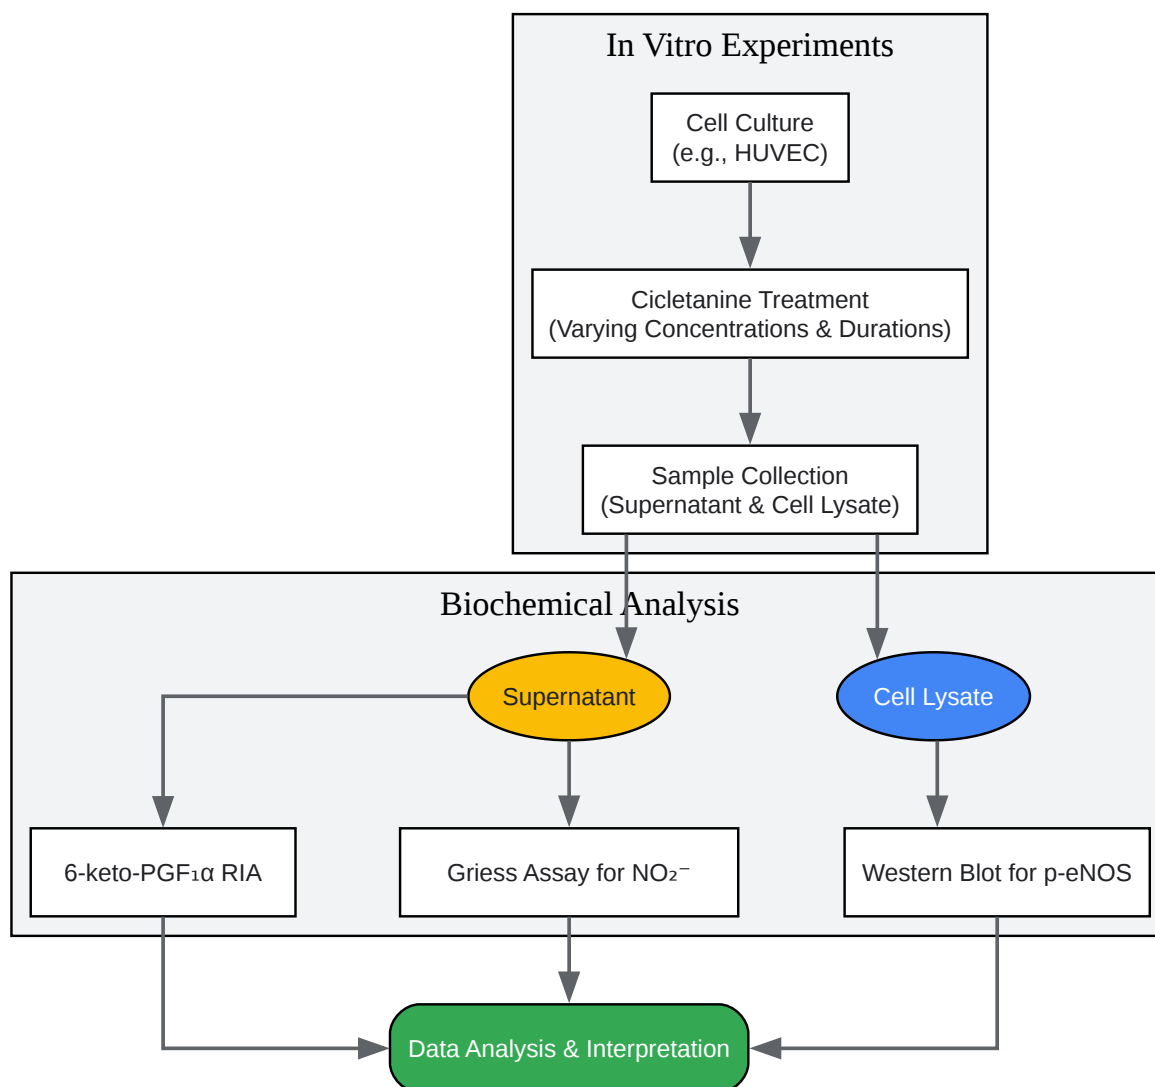 In Vitro Experiments
Cell Culture
(e.g., HUVEC)
Cicletanine Treatment
(Varying Concentrations & Durations)
Sample Collection
(Supernatant & Cell Lysate)
Biochemical Analysis
Supernatant
Cell Lysate
6-keto-PGF₁α RIA
Griess Assay for NO₂⁻
Western Blot for p-eNOS
Data Analysis & Interpretation